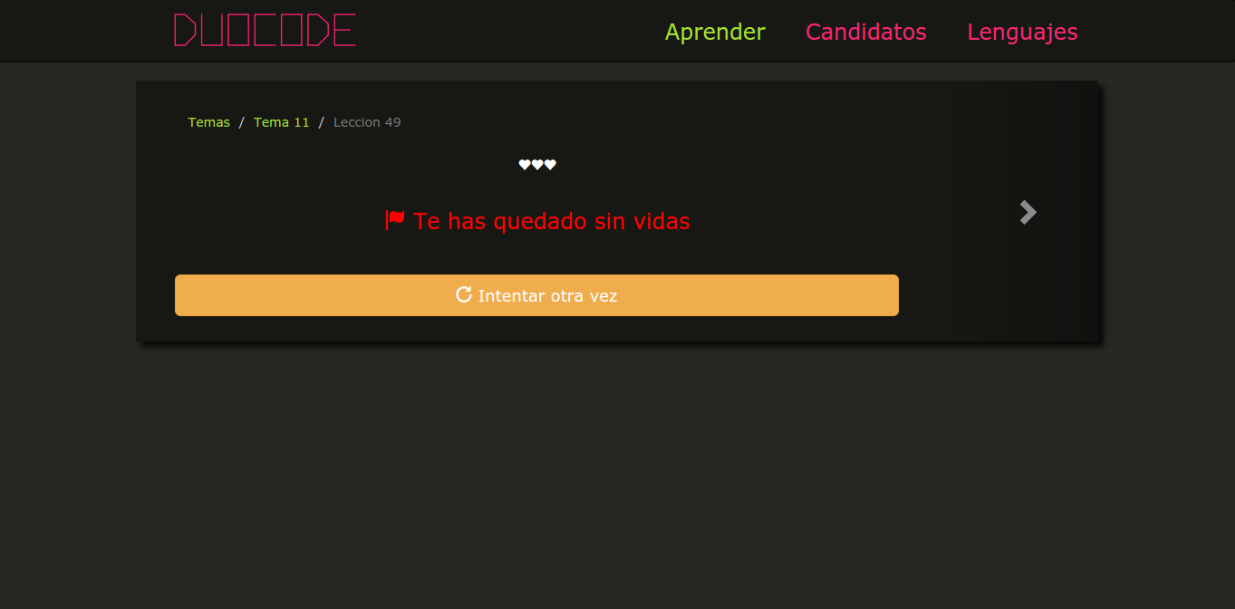 DUOCODE
Aprender Candidatos Lenguajes
Temas / Tema 11 / Leccion 49
Te has quedado sin vidas
Intentar otra vez